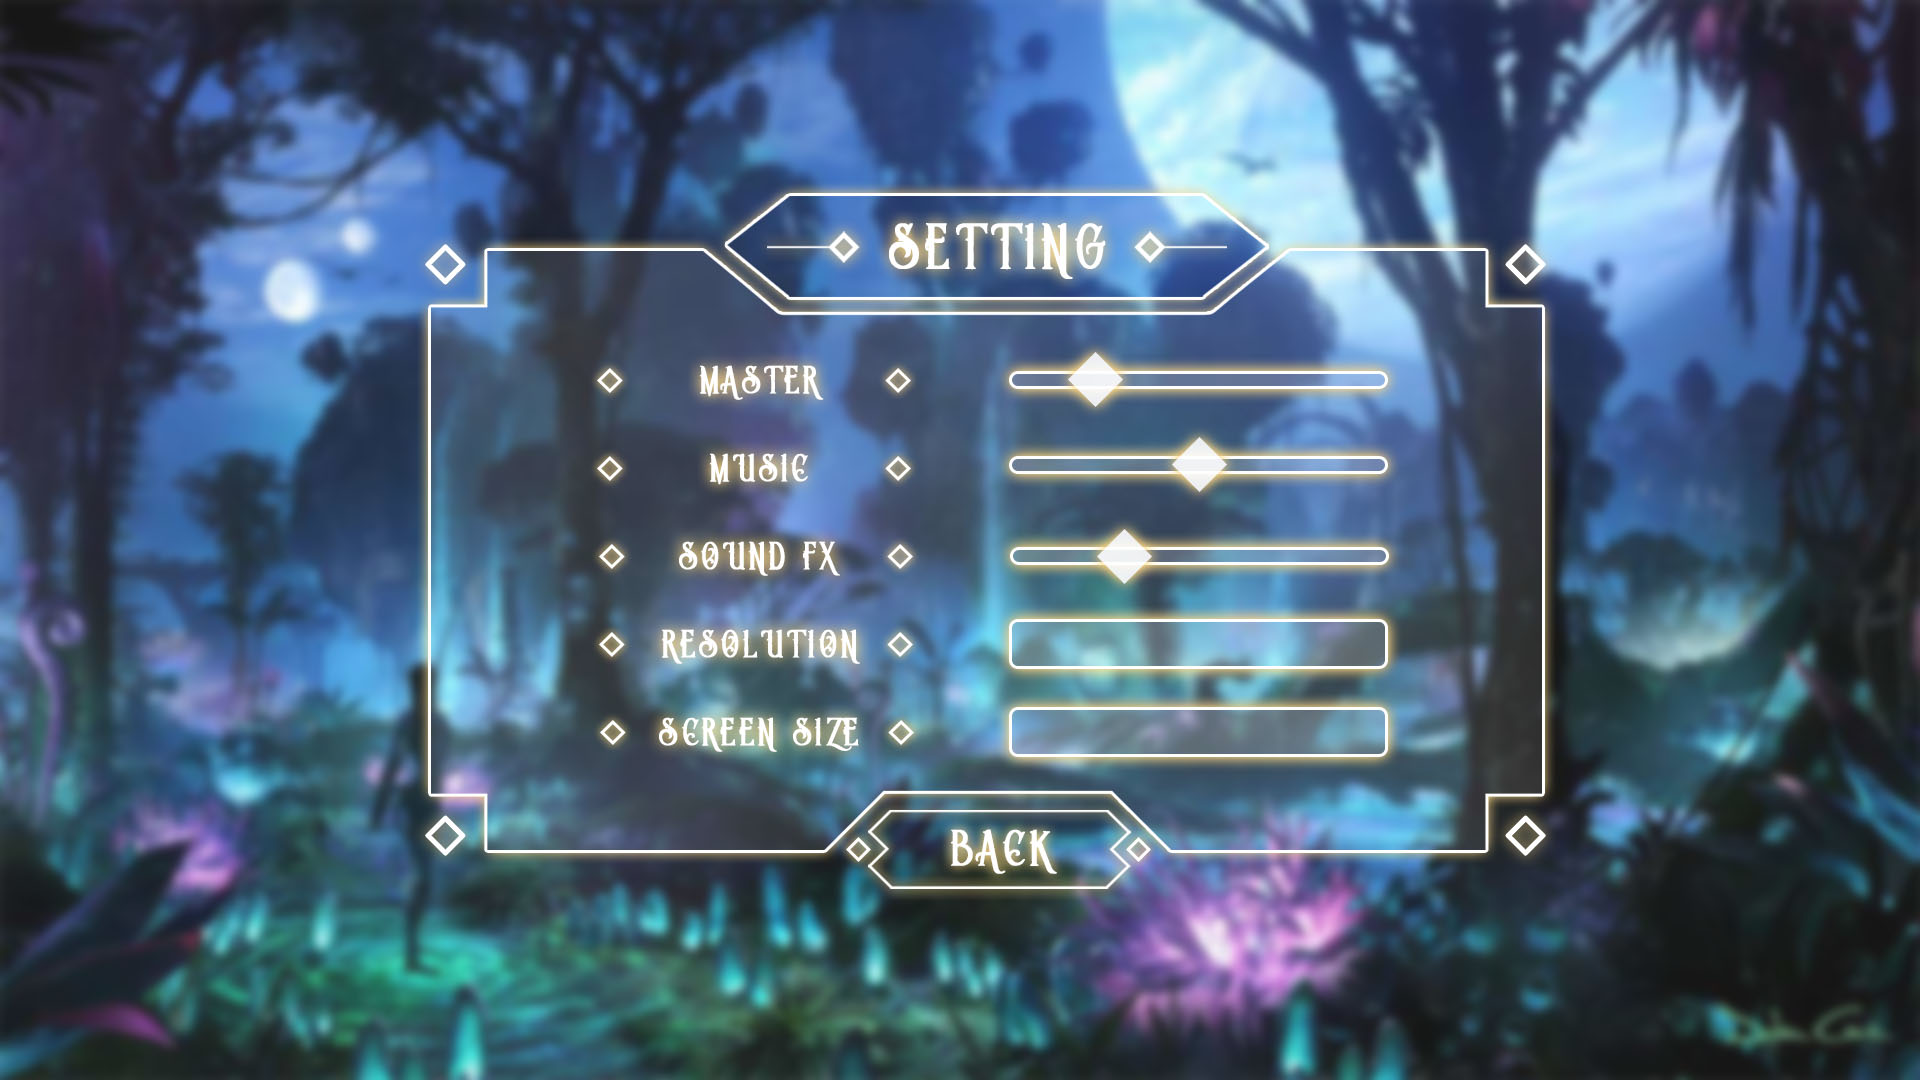 SETTING
MASTER
MUSIC
SOUND FX
RESOLUTION
SCREEN SIZE
BACK